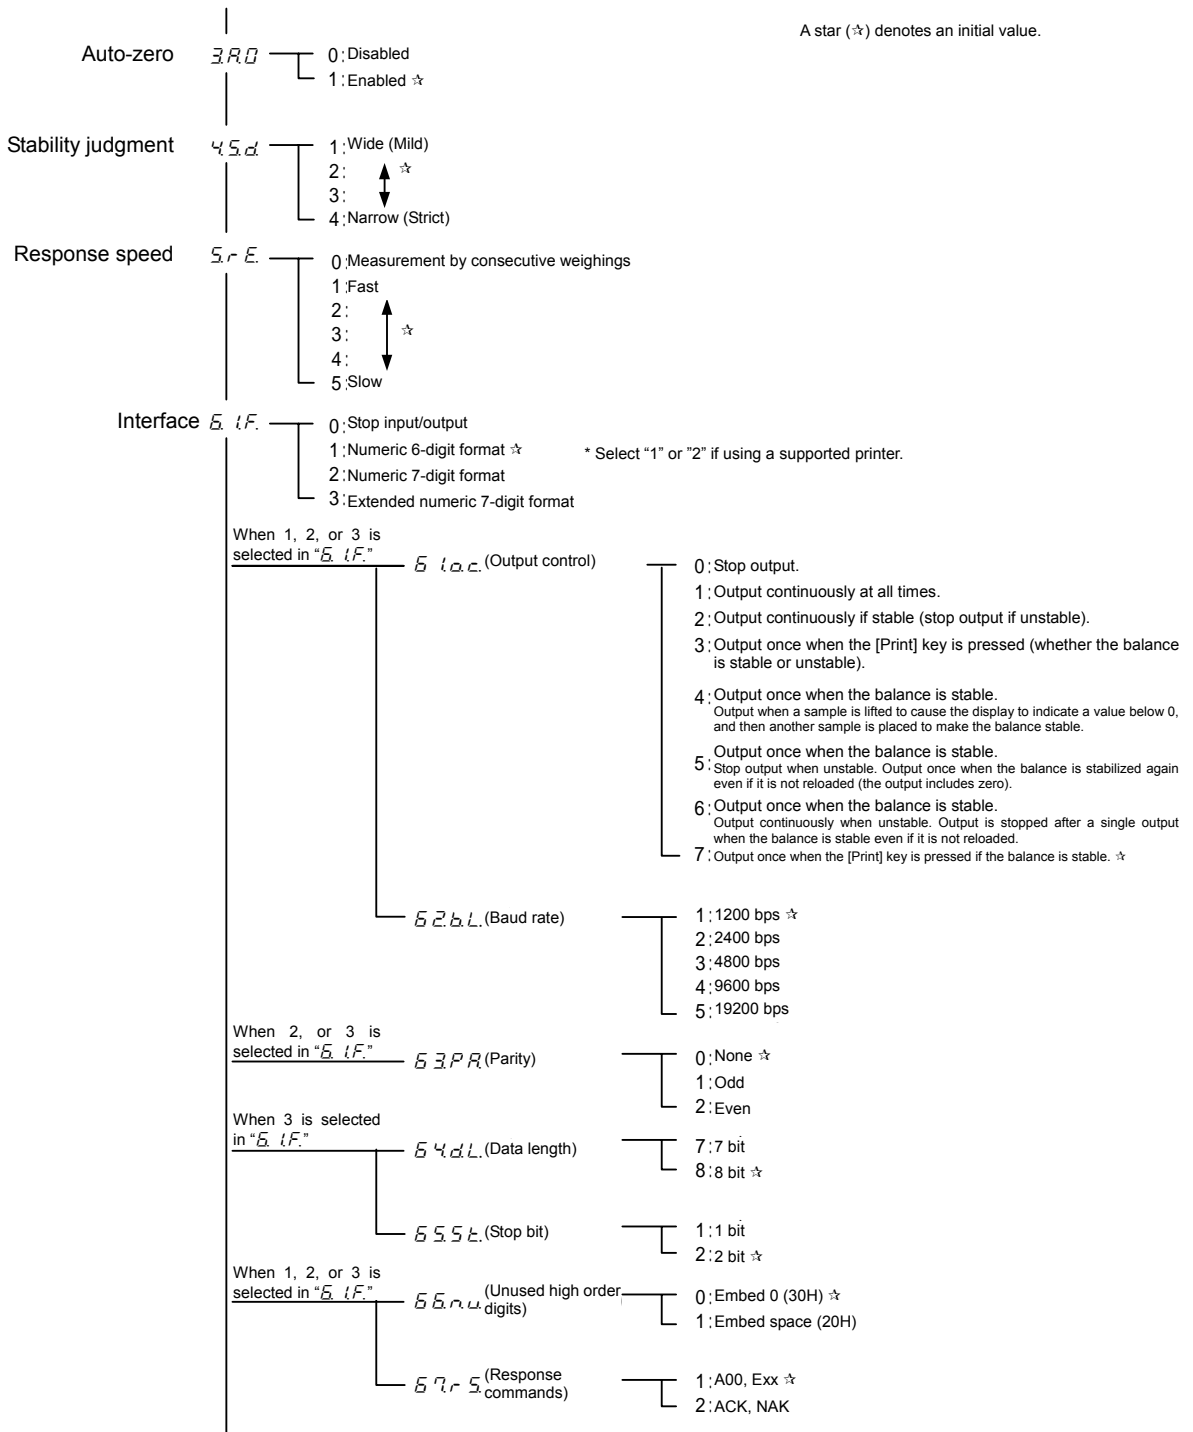 A star (☆) denotes an initial value.
Auto-zero 3.A.0 0:Disabled
1:Enabled ☆
Stability judgment 4.S.d. 1:Wide (Mild)
2: ☆
3:
4:Narrow (Strict)
Response speed 5.r E. 0:Measurement by consecutive weighings
1:Fast
2:
3: ☆
4:
5:Slow
Interface 6. I.F. 0:Stop input/output
1:Numeric 6-digit format ☆ * Select “1” or ”2” if using a supported printer.
2:Numeric 7-digit format
3:Extended numeric 7-digit format
When 1, 2, or 3 is
selected in “6. I.F.”
6 1.o.c. (Output control) 0:Stop output.
1:Output continuously at all times.
2:Output continuously if stable (stop output if unstable).
3:Output once when the [Print] key is pressed (whether the balance
is stable or unstable).
4:Output once when the balance is stable.
Output when a sample is lifted to cause the display to indicate a value below 0,
and then another sample is placed to make the balance stable.
5:Output once when the balance is stable.
Stop output when unstable. Output once when the balance is stabilized again
even if it is not reloaded (the output includes zero).
6:Output once when the balance is stable.
Output continuously when unstable. Output is stopped after a single output
when the balance is stable even if it is not reloaded.
7:Output once when the [Print] key is pressed if the balance is stable. ☆
6 2.b.L. (Baud rate) 1:1200 bps ☆
2:2400 bps
3:4800 bps
4:9600 bps
5:19200 bps
When 2, or 3 is
selected in “6. I.F.”
6 3.P A. (Parity) 0:None ☆
1:Odd
2:Even
When 3 is selected
in “6. I.F.”
6 4.d.L. (Data length) 7:7 bit
8:8 bit ☆
6 5.S t. (Stop bit) 1:1 bit
2:2 bit ☆
When 1, 2, or 3 is
selected in “6. I.F.”
6 6.n.u. (Unused high order
digits)
0:Embed 0 (30H) ☆
1:Embed space (20H)
6 7.r S. (Response
commands)
1:A00, Exx ☆
2:ACK, NAK